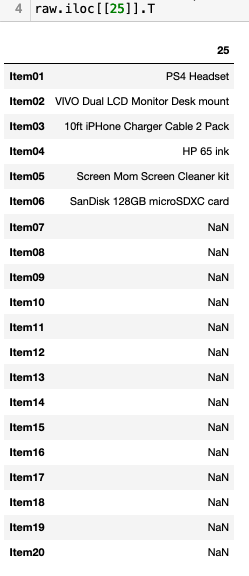 4 raw.iloc[[25]].T
25
Item01 PS4 Headset
Item02 VIVO Dual LCD Monitor Desk mount
Item03 10ft iPhone Charger Cable 2 Pack
Item04 HP 65 ink
Item05 Screen Mom Screen Cleaner kit
Item06 SanDisk 128GB microSDXC card
Item07 NaN
Item08 NaN
Item09 NaN
Item10 NaN
Item11 NaN
Item12 NaN
Item13 NaN
Item14 NaN
Item15 NaN
Item16 NaN
Item17 NaN
Item18 NaN
Item19 NaN
Item20 NaN